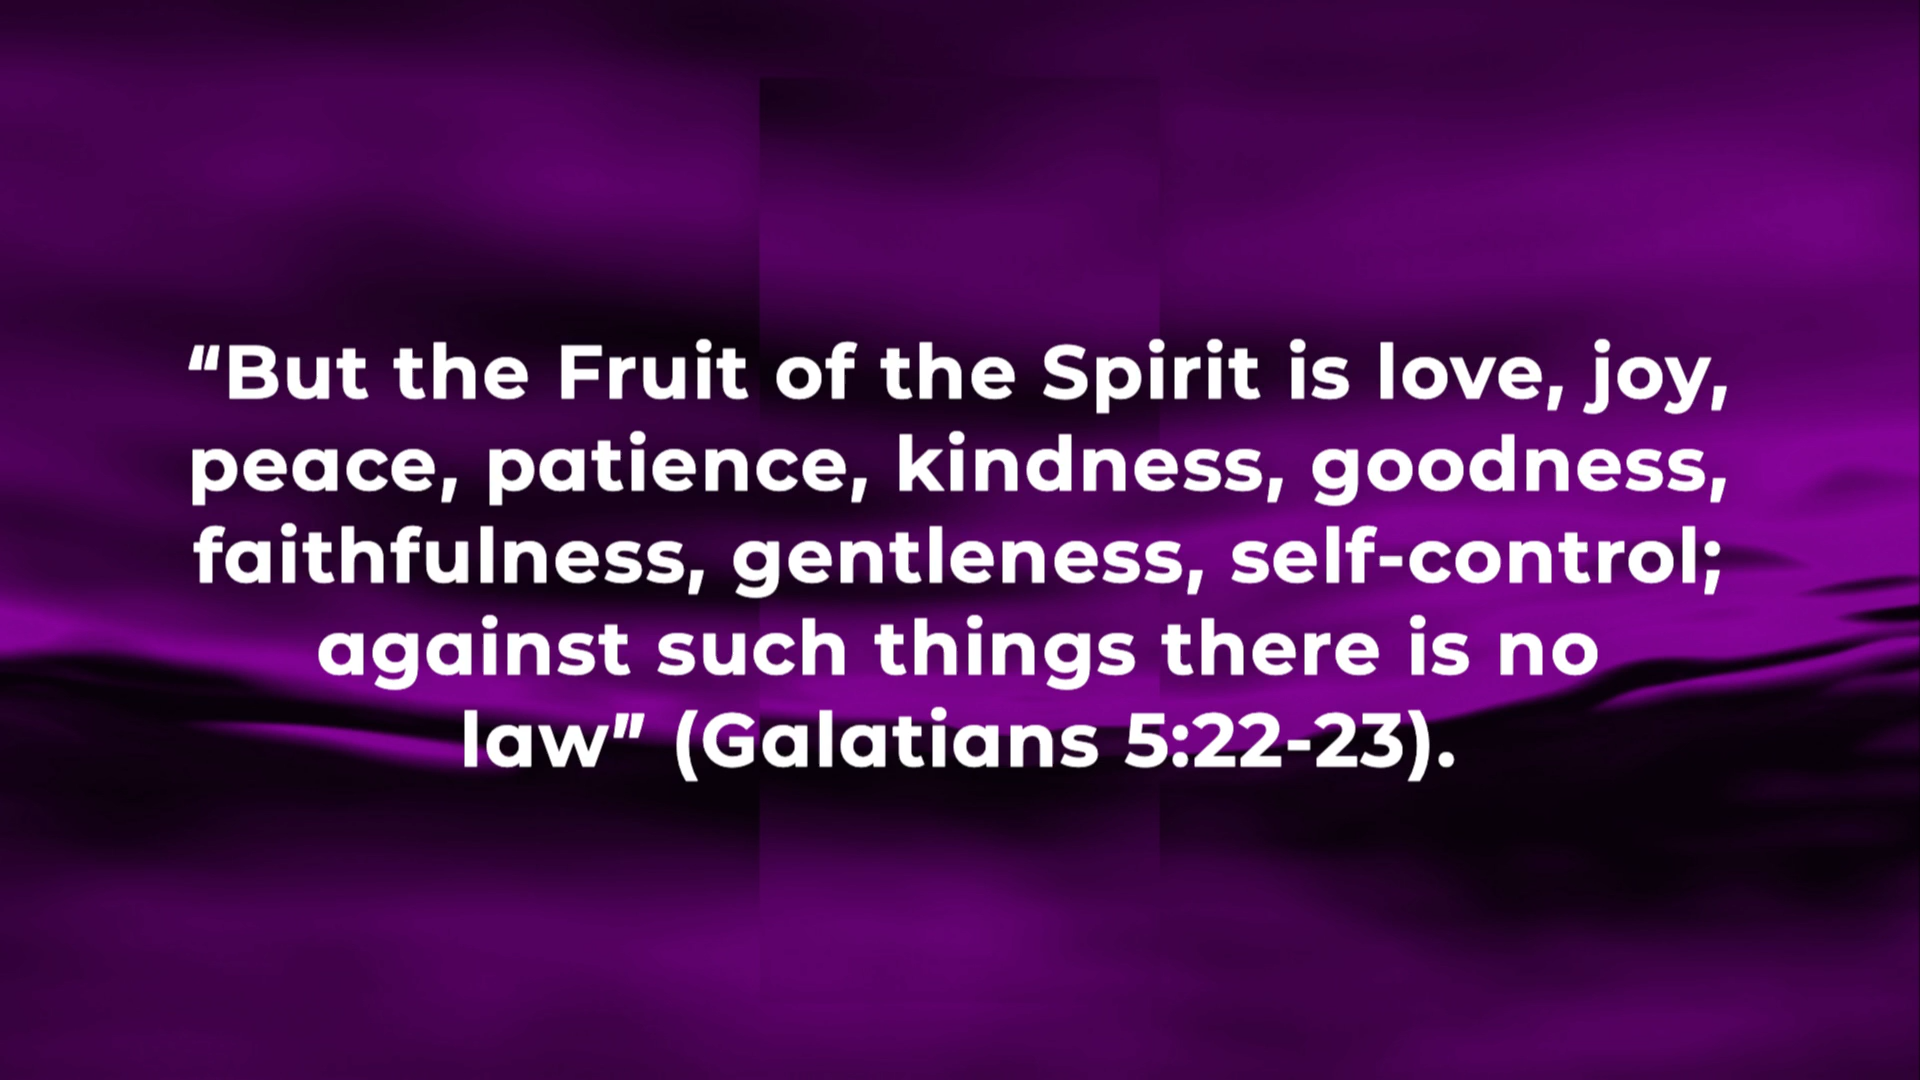 “But the Fruit of the Spirit is love, joy,
peace, patience, kindness, goodness,
faithfulness, gentleness, self-control;
against such things there is no
law” (Galatians 5:22-23).